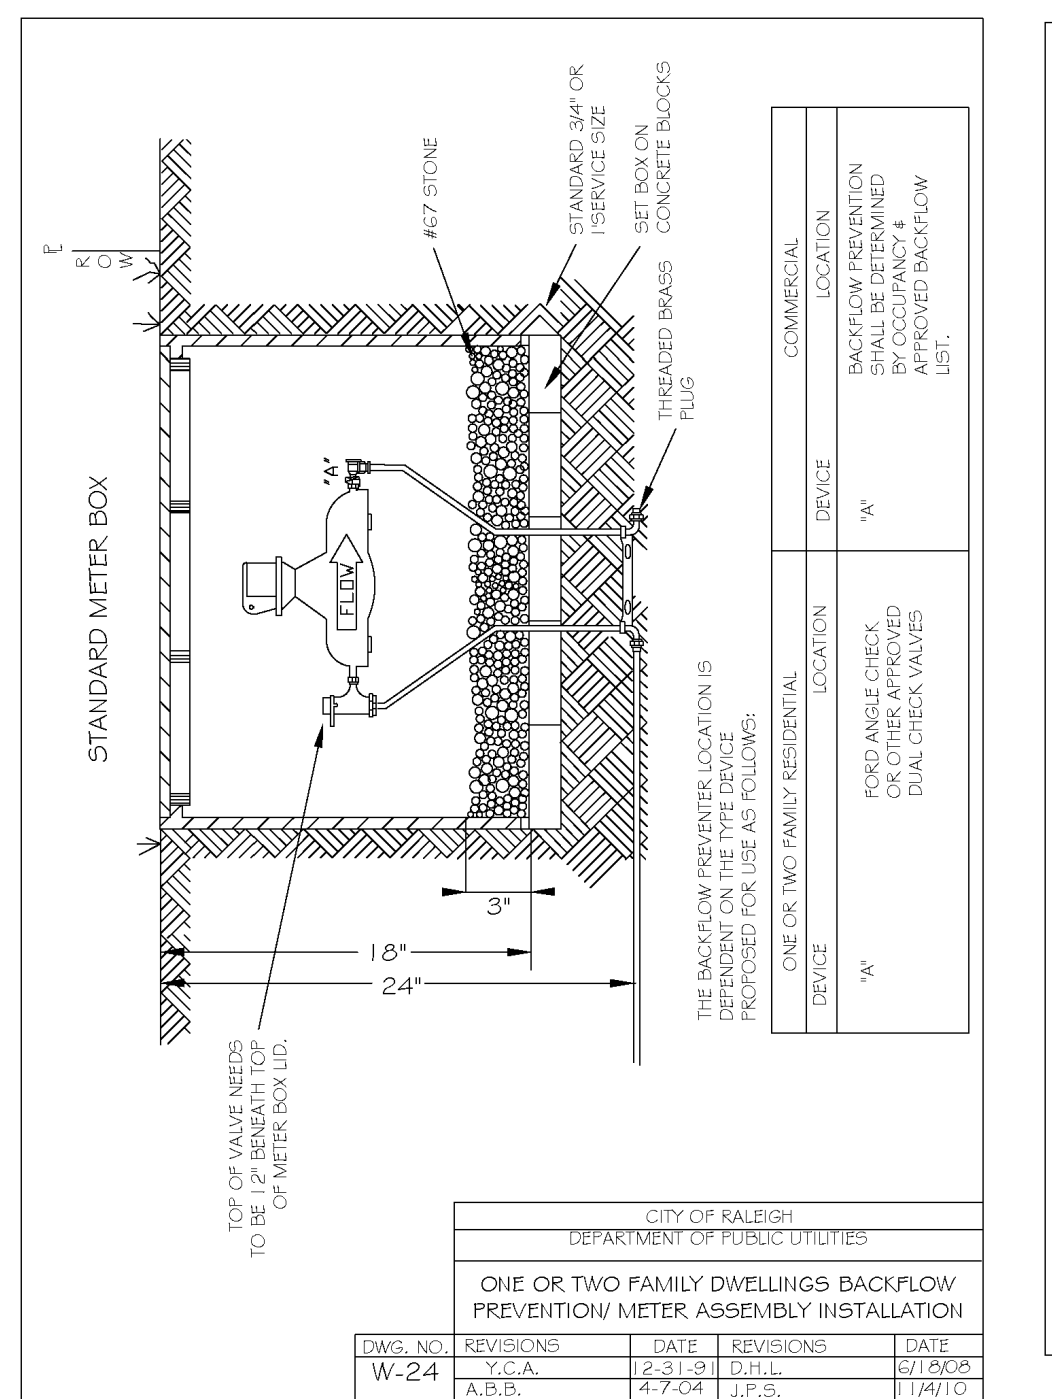 STANDARD METER BOX
℄
R
O
W
#67 STONE
STANDARD 3/4" OR
1"SERVICE SIZE
SET BOX ON
CONCRETE BLOCKS
THREADED BRASS
PLUG
"A"
FLOW
3"
18"
24"
TOP OF VALVE NEEDS
TO BE 12" BENEATH TOP
OF METER BOX LID.
THE BACKFLOW PREVENTER LOCATION IS
DEPENDENT ON THE TYPE DEVICE
PROPOSED FOR USE AS FOLLOWS:
ONE OR TWO FAMILY RESIDENTIAL
COMMERCIAL
DEVICE LOCATION DEVICE LOCATION
"A"
FORD ANGLE CHECK
OR OTHER APPROVED
DUAL CHECK VALVES
"A"
BACKFLOW PREVENTION
SHALL BE DETERMINED
BY OCCUPANCY &
APPROVED BACKFLOW
LIST.
CITY OF RALEIGH
DEPARTMENT OF PUBLIC UTILITIES
ONE OR TWO FAMILY DWELLINGS BACKFLOW
PREVENTION/ METER ASSEMBLY INSTALLATION
DWG. NO. REVISIONS DATE REVISIONS DATE
W-24 Y.C.A. 12-31-91 D.H.L. 6/18/08
A.B.B. 4-7-04 J.P.S. 11/4/10